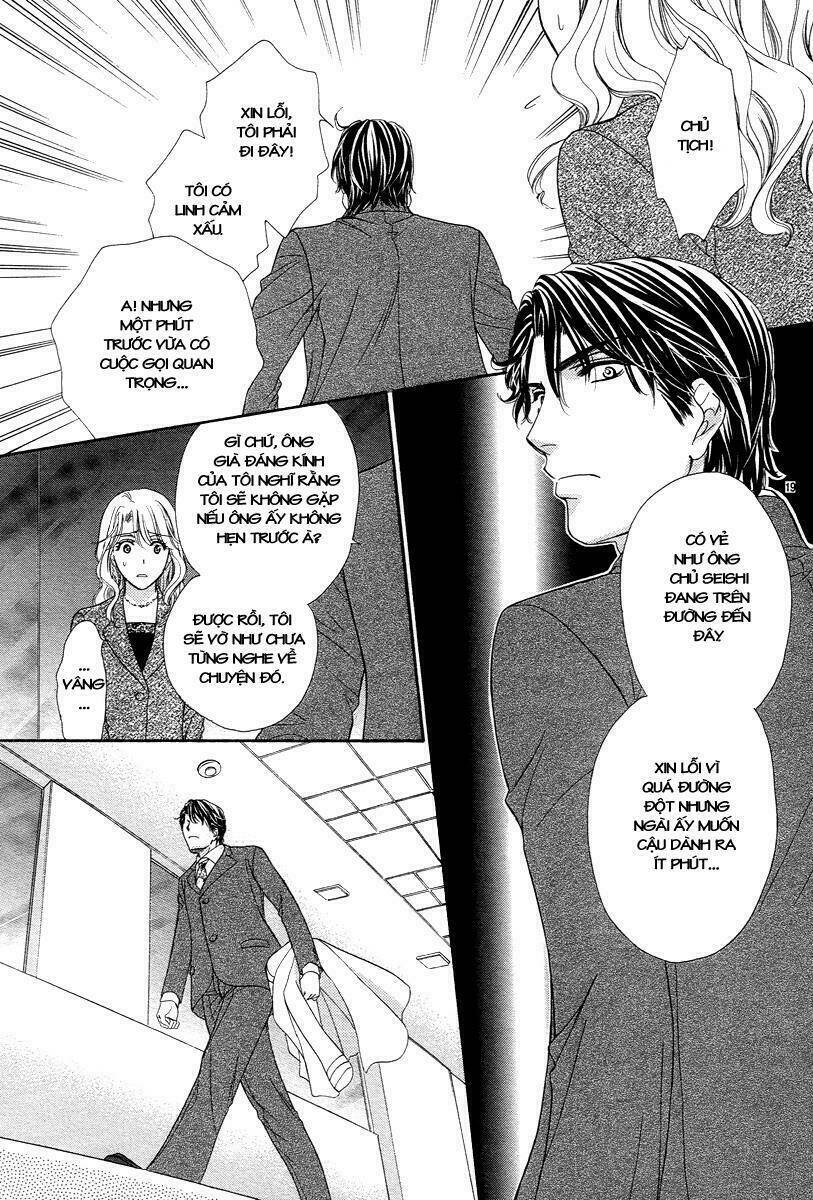 CHỦ
TỊCH!
XIN LỖI,
TÔI PHẢI
ĐI ĐÂY!
TÔI CÓ
LINH CẢM
XẤU.
A! NHƯNG
MỘT PHÚT
TRƯỚC VỪA CÓ
CUỘC GỌI QUAN
TRỌNG...
19
CÓ VẺ
NHƯ ÔNG
CHỦ SEISHI
ĐANG TRÊN
ĐƯỜNG ĐẾN
ĐÂY.
XIN LỖI VÌ
QUÁ ĐƯỜNG
ĐỘT NHƯNG
NGÀI ẤY MUỐN
CẬU DÀNH RA
ÍT PHÚT...
GÌ CHỨ, ÔNG
GIÀ ĐÁNG KÍNH
CỦA TÔI NGHĨ RẰNG
TÔI SẼ KHÔNG GẶP
NẾU ÔNG ẤY KHÔNG
HẸN TRƯỚC À?
ĐƯỢC RỒI, TÔI
SẼ VỜ NHƯ CHƯA
TỪNG NGHE VỀ
CHUYỆN ĐÓ.
...
VÂNG
...